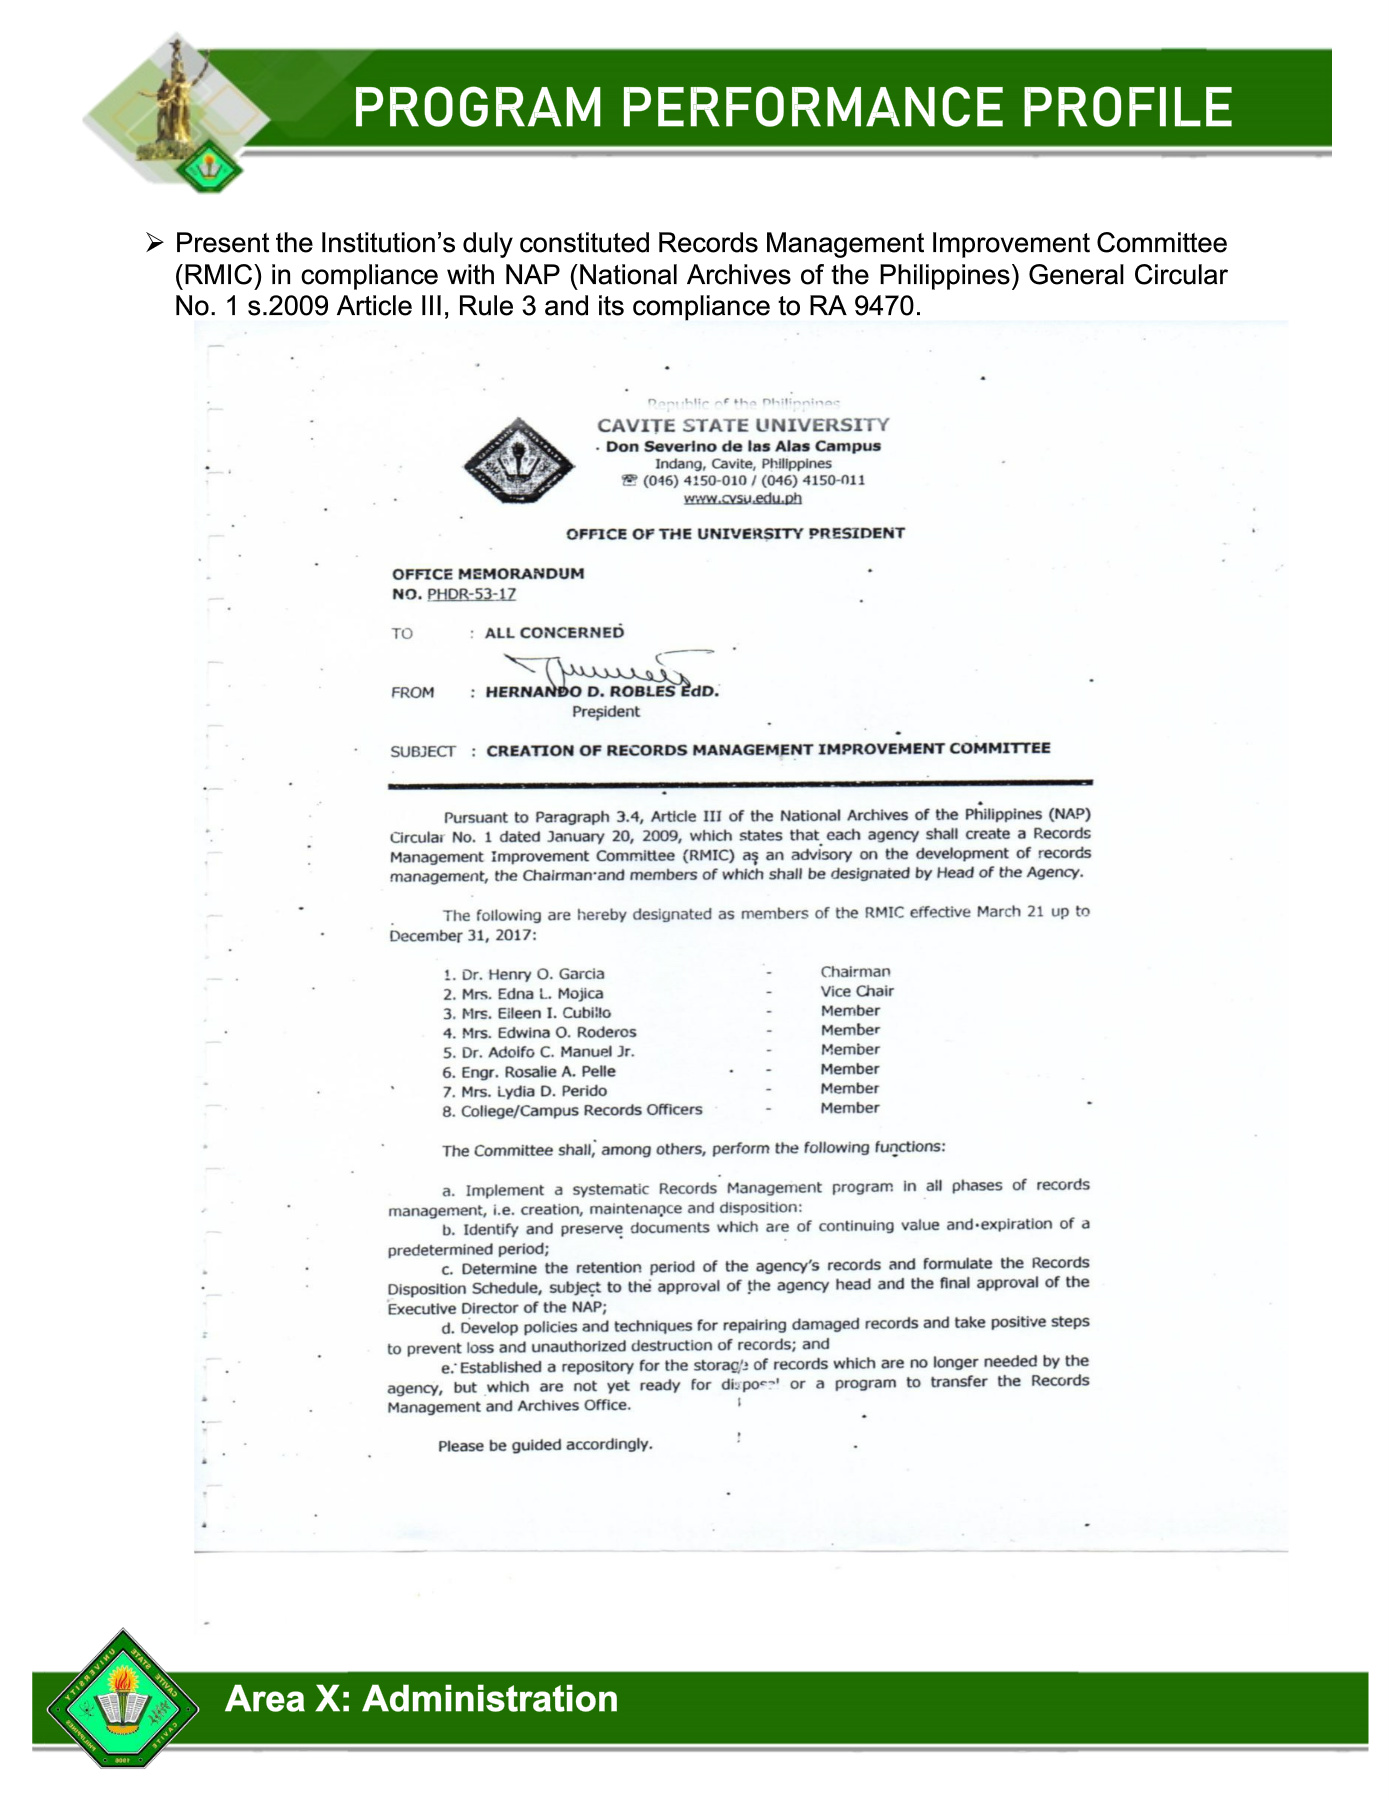 PROGRAM PERFORMANCE PROFILE
➢ Present the Institution’s duly constituted Records Management Improvement Committee
(RMIC) in compliance with NAP (National Archives of the Philippines) General Circular
No. 1 s.2009 Article III, Rule 3 and its compliance to RA 9470.
Republic of the Philippines
CAVITE STATE UNIVERSITY
Don Severino de las Alas Campus
Indang, Cavite, Philippines
☏ (046) 4150-010 / (046) 4150-011
www.cvsu.edu.ph
OFFICE OF THE UNIVERSITY PRESIDENT
OFFICE MEMORANDUM
NO. PHDR-53-17
TO : ALL CONCERNED
FROM : HERNANDO D. ROBLES EdD.
President
SUBJECT : CREATION OF RECORDS MANAGEMENT IMPROVEMENT COMMITTEE
Pursuant to Paragraph 3.4, Article III of the National Archives of the Philippines (NAP)
Circular No. 1 dated January 20, 2009, which states that each agency shall create a Records
Management Improvement Committee (RMIC) as an advisory on the development of records
management, the Chairman and members of which shall be designated by Head of the Agency.
The following are hereby designated as members of the RMIC effective March 21 up to
December 31, 2017:
1. Dr. Henry O. Garcia - Chairman
2. Mrs. Edna L. Mojica - Vice Chair
3. Mrs. Eileen I. Cubillo - Member
4. Mrs. Edwina O. Roderos - Member
5. Dr. Adolfo C. Manuel Jr. - Member
6. Engr. Rosalie A. Pelle - Member
7. Mrs. Lydia D. Perido - Member
8. College/Campus Records Officers - Member
The Committee shall, among others, perform the following functions:
a. Implement a systematic Records Management program in all phases of records
management, i.e. creation, maintenance and disposition:
b. Identify and preserve documents which are of continuing value and expiration of a
predetermined period;
c. Determine the retention period of the agency’s records and formulate the Records
Disposition Schedule, subject to the approval of the agency head and the final approval of the
Executive Director of the NAP;
d. Develop policies and techniques for repairing damaged records and take positive steps
to prevent loss and unauthorized destruction of records; and
e. Established a repository for the storage of records which are no longer needed by the
agency, but which are not yet ready for disposal or a program to transfer the Records
Management and Archives Office.
Please be guided accordingly.
Area X: Administration